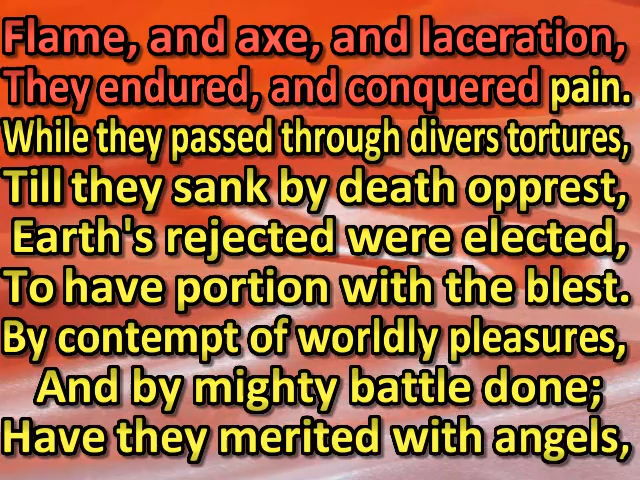 Flame, and axe, and laceration,
They endured, and conquered pain.
While they passed through divers tortures,
Till they sank by death opprest,
Earth's rejected were elected,
To have portion with the blest.
By contempt of worldly pleasures,
And by mighty battle done;
Have they merited with angels,